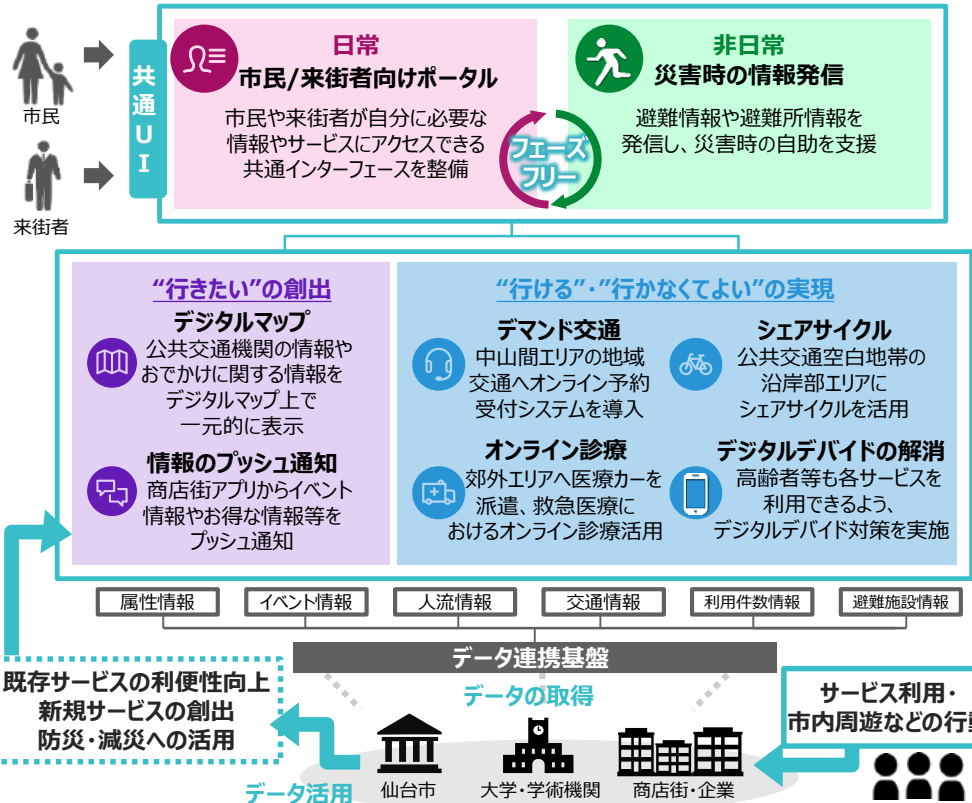 市民
来街者
共通UI
日常
市民/来街者向けポータル
市民や来街者が自分に必要な
情報やサービスにアクセスできる
共通インターフェースを整備
フェーズ
フリー
非日常
災害時の情報発信
避難情報や避難所情報を
発信し、災害時の自助を支援
“行きたい”の創出
デジタルマップ
公共交通機関の情報や
おでかけに関する情報を
デジタルマップ上で
一元的に表示
情報のプッシュ通知
商店街アプリからイベント
情報やお得な情報等を
プッシュ通知
“行ける”・“行かなくてよい”の実現
デマンド交通
中山間エリアの地域
交通へオンライン予約
受付システムを導入
シェアサイクル
公共交通空白地帯の
沿岸部エリアに
シェアサイクルを活用
オンライン診療
郊外エリアへ医療カーを
派遣、救急医療に
おけるオンライン診療活用
デジタルデバイドの解消
高齢者等も各サービスを
利用できるよう、
デジタルデバイド対策を実施
属性情報
イベント情報
人流情報
交通情報
利用件数情報
避難施設情報
データ連携基盤
データの取得
既存サービスの利便性向上
新規サービスの創出
防災・減災への活用
データ活用
仙台市
大学・学術機関
商店街・企業
サービス利用・
市内周遊などの行動